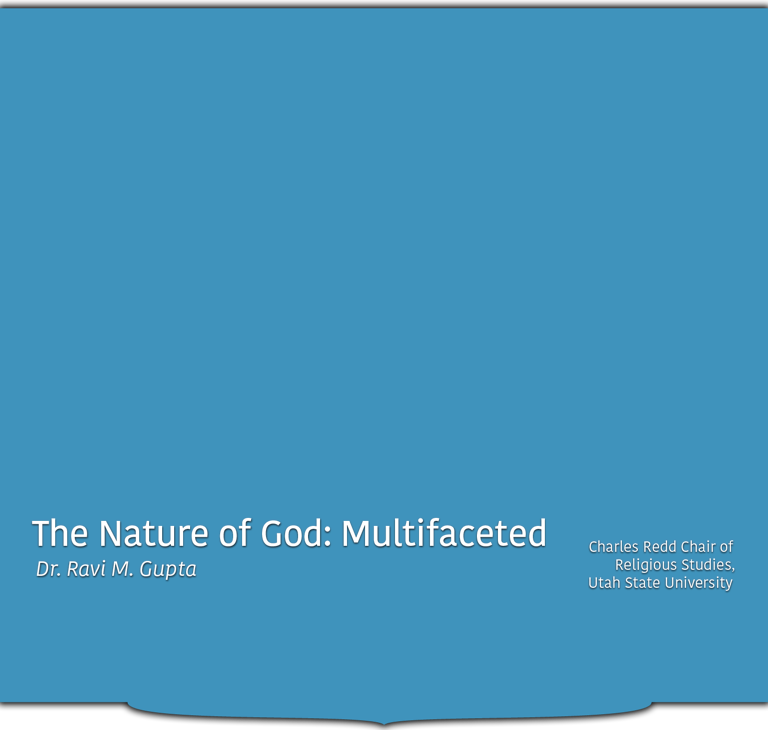 The Nature of God: Multifaceted
Dr. Ravi M. Gupta
Charles Redd Chair of
Religious Studies,
Utah State University